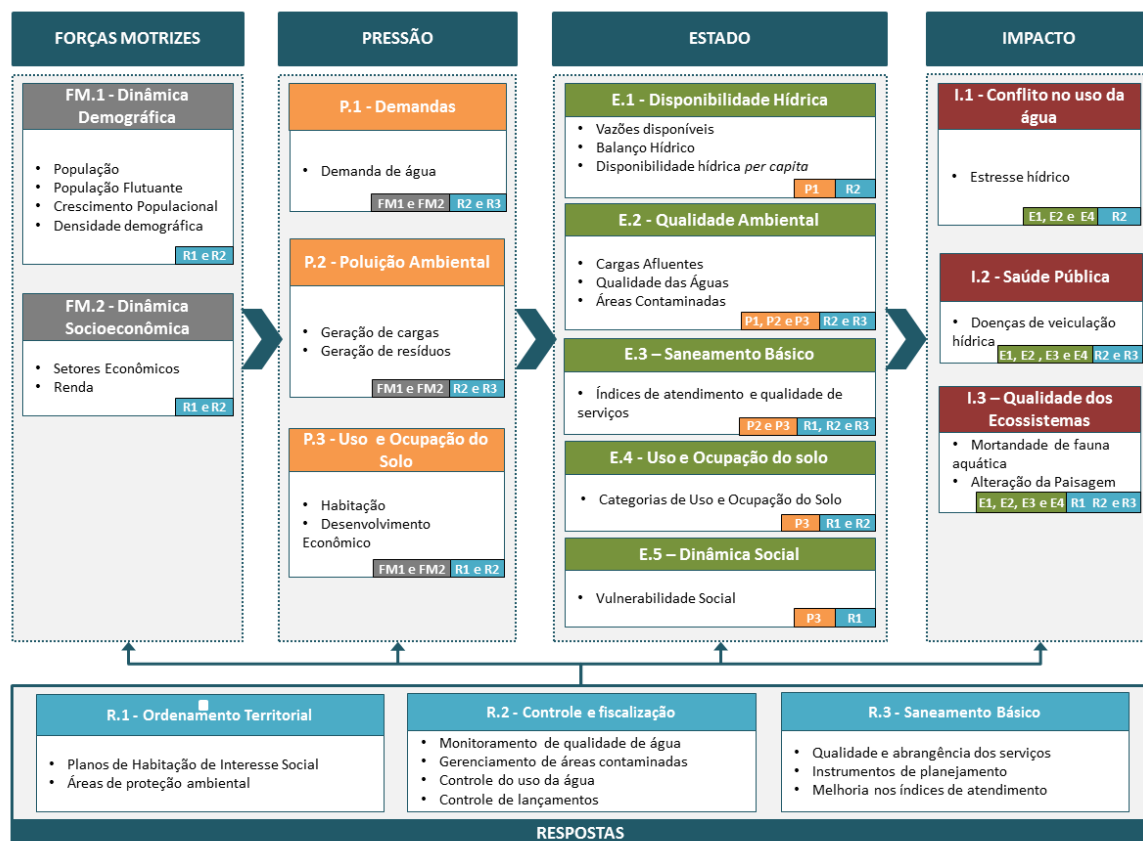 FORÇAS MOTRIZES
FM.1 - Dinâmica
Demográfica
• População
• População Flutuante
• Crescimento Populacional
• Densidade demográfica
R1 e R2
FM.2 - Dinâmica
Socioeconômica
• Setores Econômicos
• Renda
R1 e R2
PRESSÃO
P.1 - Demandas
• Demanda de água
FM1 e FM2 R2 e R3
P.2 - Poluição Ambiental
• Geração de cargas
• Geração de resíduos
FM1 e FM2 R2 e R3
P.3 - Uso e Ocupação do
Solo
• Habitação
• Desenvolvimento
Econômico
FM1 e FM2 R1 e R2
ESTADO
E.1 - Disponibilidade Hídrica
• Vazões disponíveis
• Balanço Hídrico
• Disponibilidade hídrica per capita
P1 R2
E.2 - Qualidade Ambiental
• Cargas Afluentes
• Qualidade das Águas
• Áreas Contaminadas
P1, P2 e P3 R2 e R3
E.3 – Saneamento Básico
• Índices de atendimento e qualidade de
serviços
P2 e P3 R1, R2 e R3
E.4 - Uso e Ocupação do solo
• Categorias de Uso e Ocupação do Solo
P3 R1 e R2
E.5 – Dinâmica Social
• Vulnerabilidade Social
P3 R1
IMPACTO
I.1 - Conflito no uso da
água
• Estresse hídrico
E1, E2 e E4 R2
I.2 - Saúde Pública
• Doenças de veiculação
hídrica
E1, E2 , E3 e E4 R2 e R3
I.3 – Qualidade dos
Ecossistemas
• Mortandade de fauna
aquática
• Alteração da Paisagem
E1, E2, E3 e E4 R1 R2 e R3
R.1 - Ordenamento Territorial
• Planos de Habitação de Interesse Social
• Áreas de proteção ambiental
R.2 - Controle e fiscalização
• Monitoramento de qualidade de água
• Gerenciamento de áreas contaminadas
• Controle do uso da água
• Controle de lançamentos
R.3 - Saneamento Básico
• Qualidade e abrangência dos serviços
• Instrumentos de planejamento
• Melhoria nos índices de atendimento
RESPOSTAS